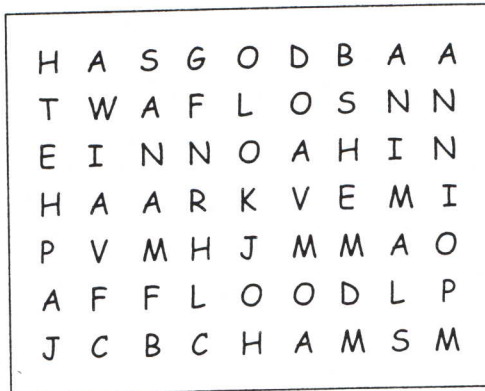 H A S G O D B A A
T W A F L O S N N
E I N N O A H I N
H A A R K V E M I
P V M H J M M A O
A F F L O O D L P
J C B C H A M S M